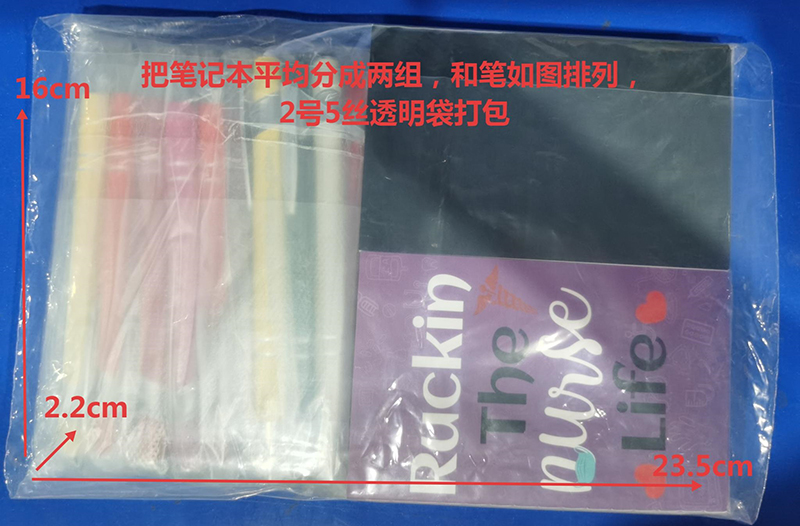 把笔记本平均分成两组，和笔如图排列，
2号5丝透明袋打包
16cm
2.2cm
23.5cm
Rackin
The
nurse
Life